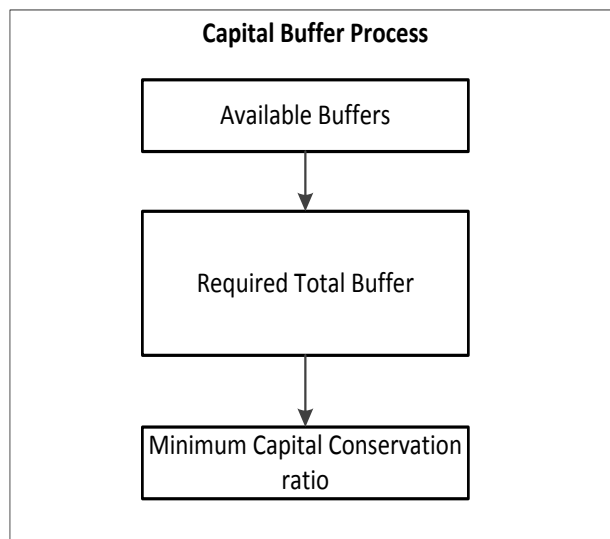 Capital Buffer Process
Available Buffers
Required Total Buffer
Minimum Capital Conservation
ratio